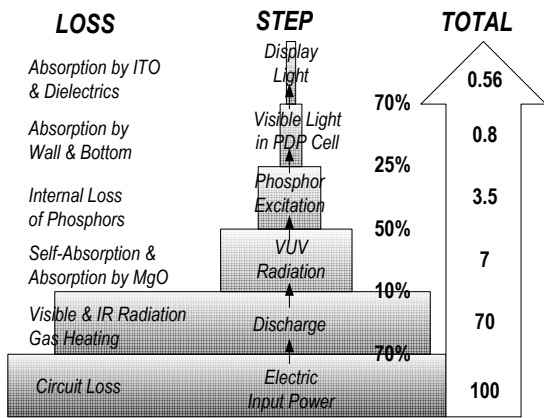 LOSS STEP TOTAL
Absorption by ITO
& Dielectrics
Display
Light
0.56
70%
Absorption by
Wall & Bottom
Visible Light
in PDP Cell
0.8
25%
Internal Loss
of Phosphors
Phosphor
Excitation
3.5
50%
Self-Absorption &
Absorption by MgO
VUV
Radiation
7
10%
Visible & IR Radiation
Gas Heating
Discharge
70
70%
Circuit Loss
Electric
Input Power
100